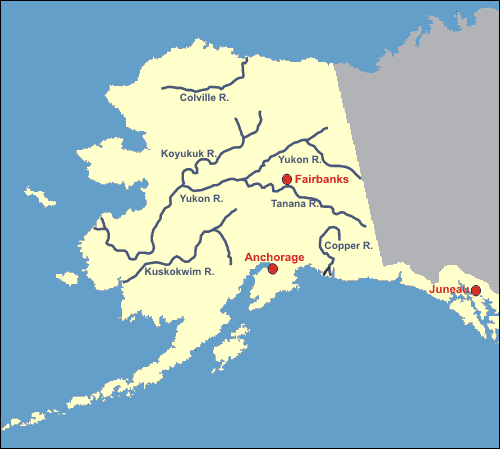 Colville R.
Koyukuk R.
Yukon R.
Fairbanks
Yukon R.
Tanana R.
Copper R.
Anchorage
Kuskokwim R.
Juneau